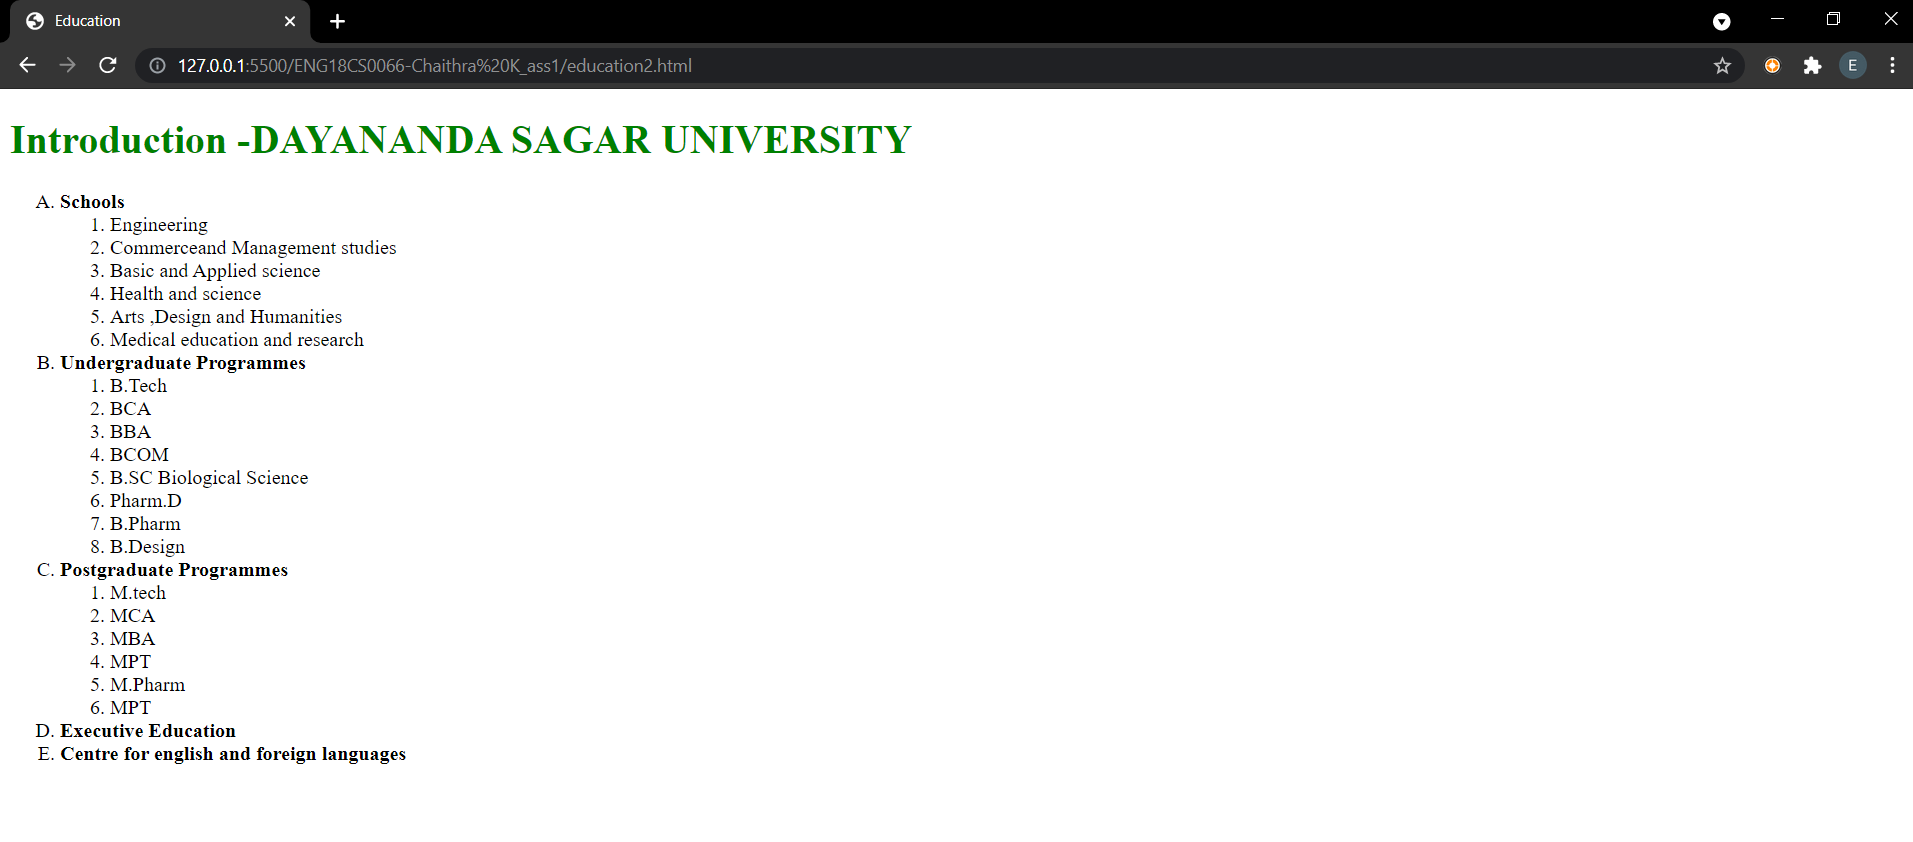 Education
127.0.0.1:5500/ENG18CS0066-Chaithra%20K_ass1/education2.html
E
Introduction -DAYANANDA SAGAR UNIVERSITY
A. Schools
1. Engineering
2. Commerceand Management studies
3. Basic and Applied science
4. Health and science
5. Arts ,Design and Humanities
6. Medical education and research
B. Undergraduate Programmes
1. B.Tech
2. BCA
3. BBA
4. BCOM
5. B.SC Biological Science
6. Pharm.D
7. B.Pharm
8. B.Design
C. Postgraduate Programmes
1. M.tech
2. MCA
3. MBA
4. MPT
5. M.Pharm
6. MPT
D. Executive Education
E. Centre for english and foreign languages